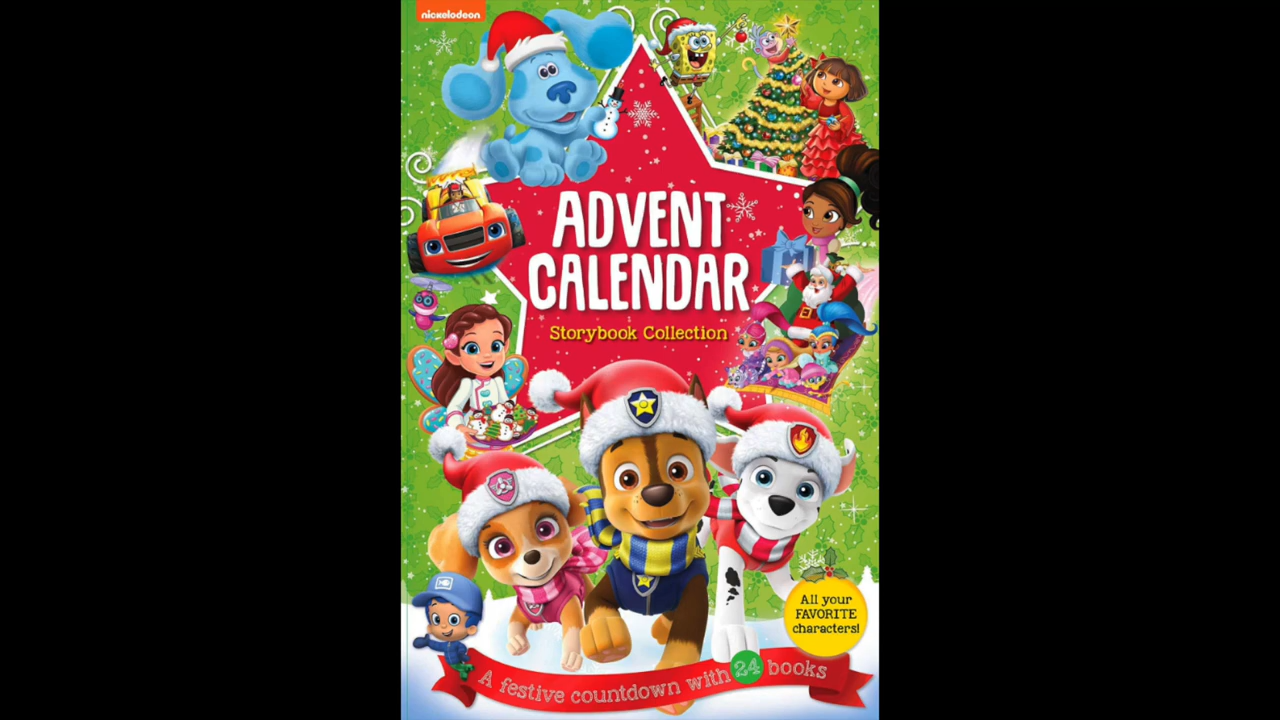 nickelodeon
ADVENT
CALENDAR
Storybook Collection
All your
FAVORITE
characters!
A festive countdown with 24 books